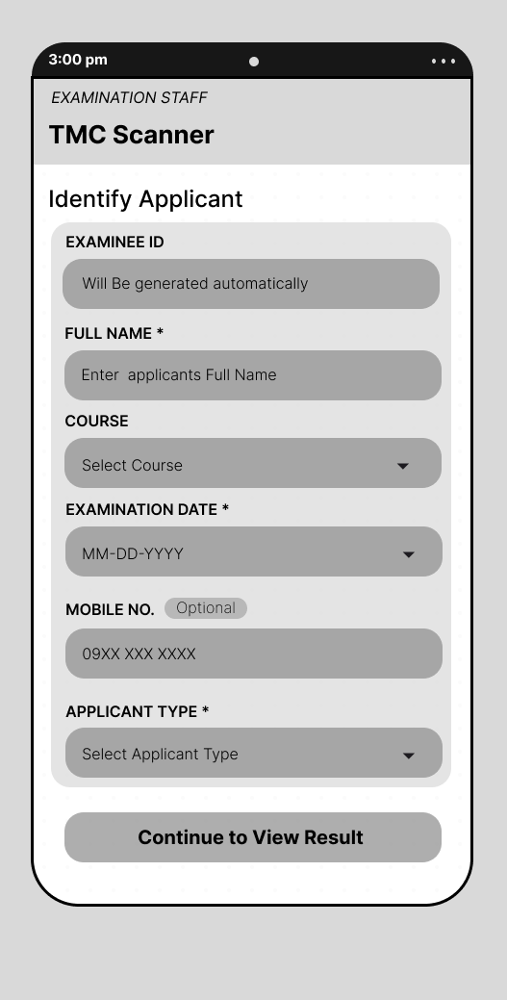 3:00 pm
EXAMINATION STAFF
TMC Scanner
Identify Applicant
EXAMINEE ID
Will Be generated automatically
FULL NAME *
Enter  applicants Full Name
COURSE
Select Course
EXAMINATION DATE *
MM-DD-YYYY
MOBILE NO. Optional
09XX XXX XXXX
APPLICANT TYPE *
Select Applicant Type
Continue to View Result